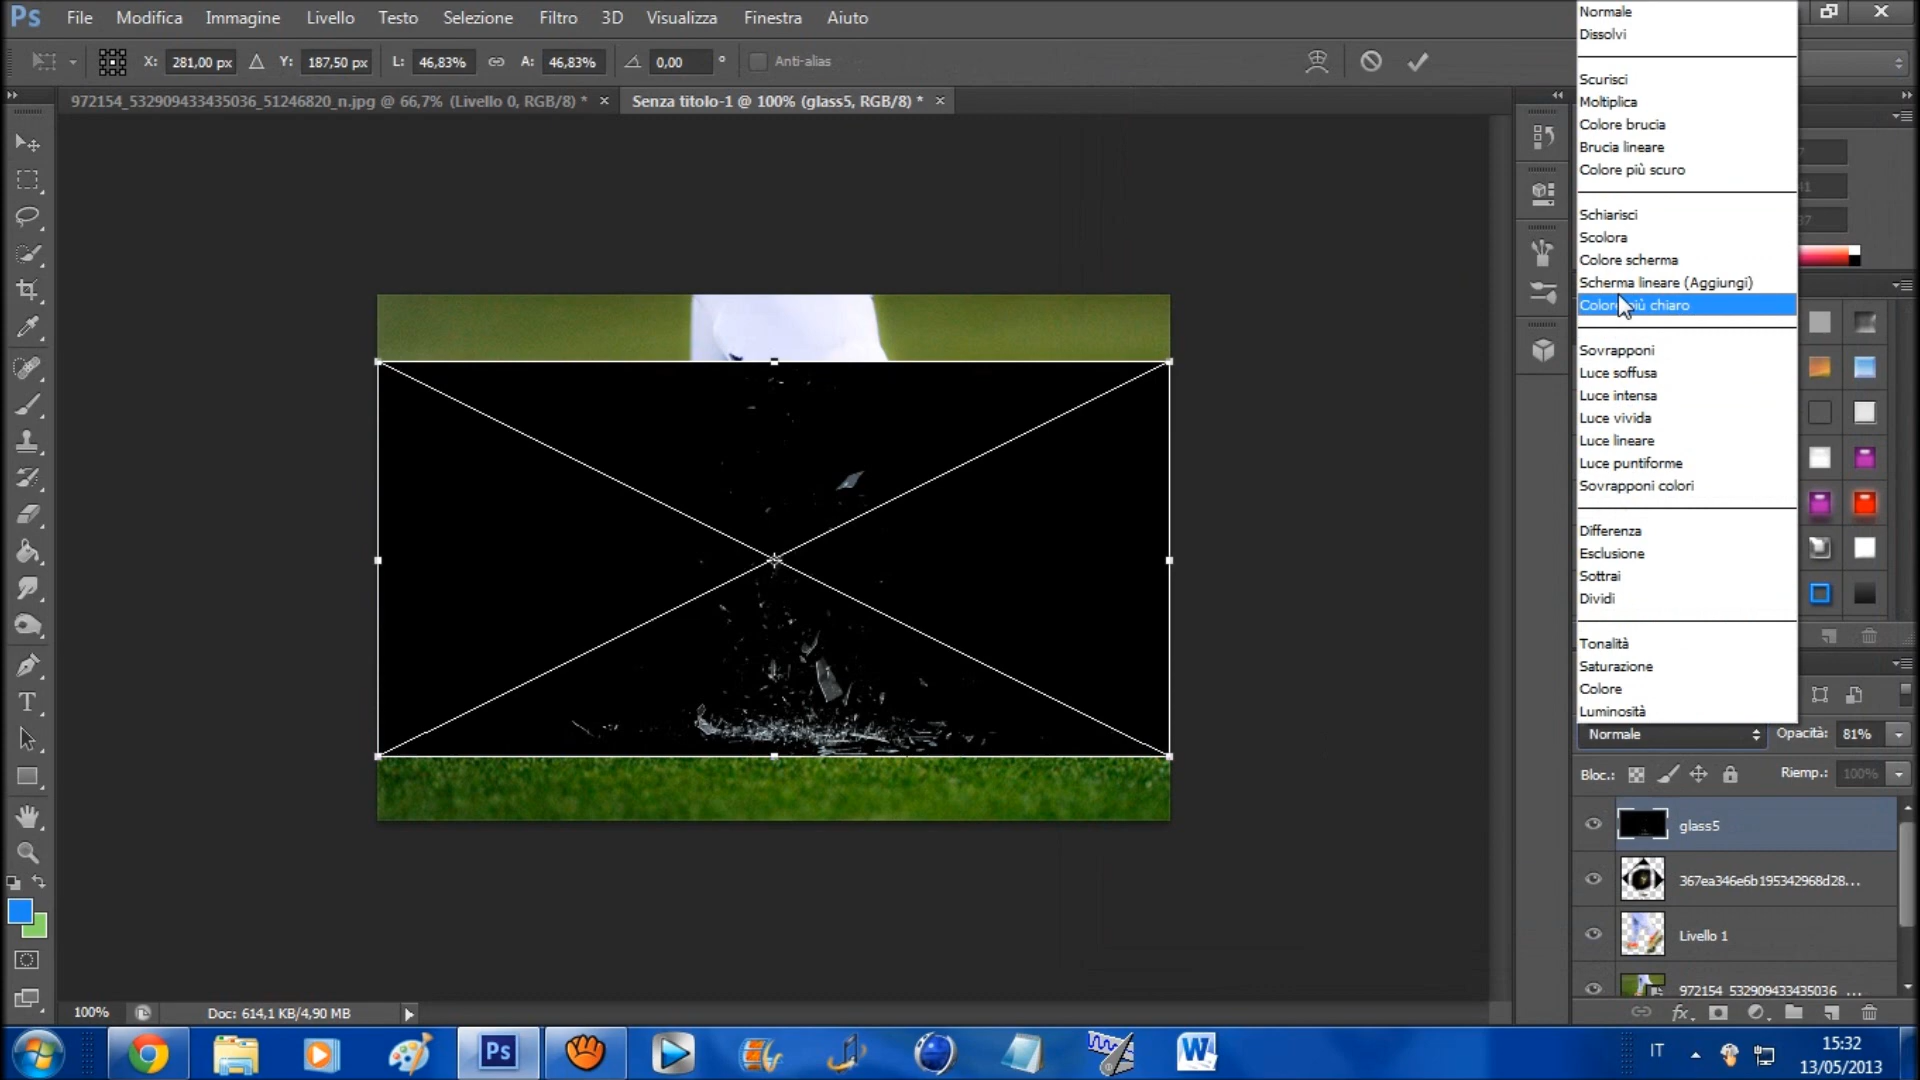 Ps File Modifica Immagine Livello Testo Selezione Filtro 3D Visualizza Finestra Aiuto
X: 281,00 px Y: 187,50 px L: 46,83% A: 46,83% 0,00 ° Anti-alias
972154_532909433435036_51246820_n.jpg @ 66,7% (Livello 0, RGB/8) * × Senza titolo-1 @ 100% (glass5, RGB/8) * ×
Normale
Dissolvi
Scurisci
Moltiplica
Colore brucia
Brucia lineare
Colore più scuro
Schiarisci
Scolora
Colore scherma
Scherma lineare (Aggiungi)
Colore più chiaro
Sovrapponi
Luce soffusa
Luce intensa
Luce vivida
Luce lineare
Luce puntiforme
Sovrapponi colori
Differenza
Esclusione
Sottrai
Dividi
Tonalità
Saturazione
Colore
Luminosità
Normale Opacità: 81%
Bloc.: Riemp.: 100%
glass5
367ea346e6b195342968d28...
Livello 1
972154_532909433435036_...
fx
T
100% Doc: 614,1 KB/4,90 MB
Ps W IT 15:32
13/05/2013